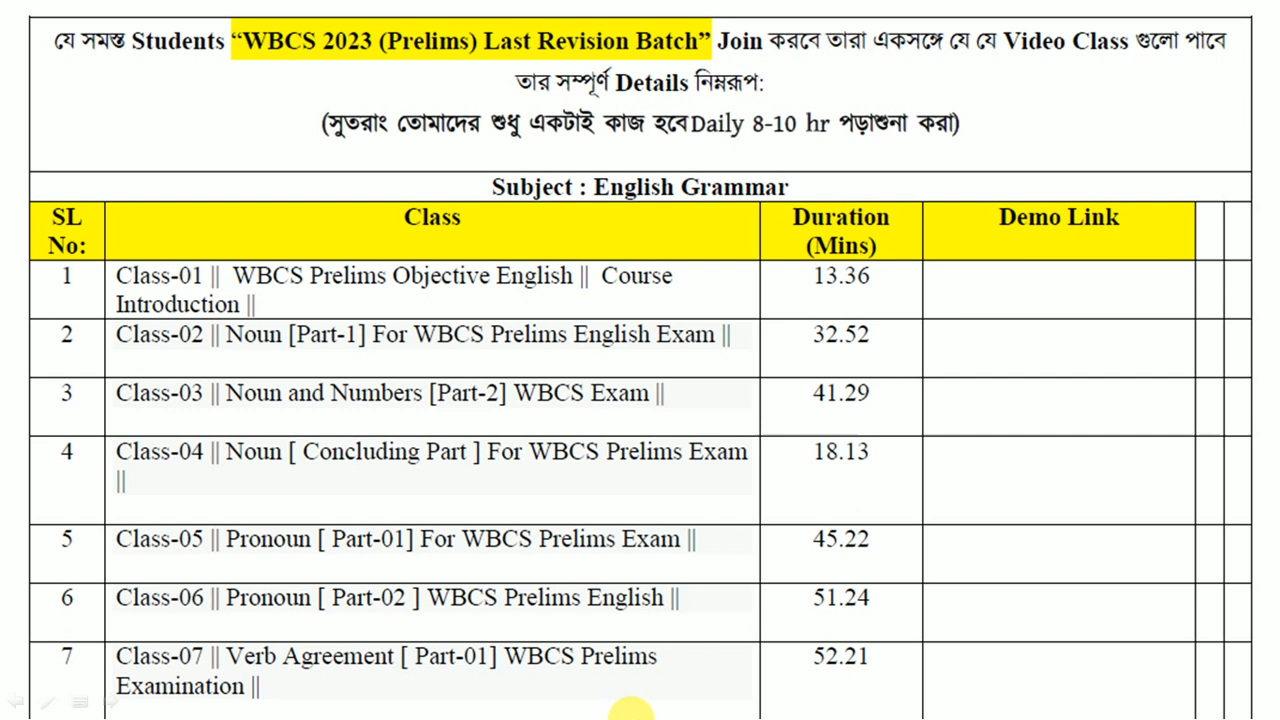 যে সমস্ত Students “WBCS 2023 (Prelims) Last Revision Batch” Join করবে তারা একসঙ্গে যে যে Video Class গুলো পাবে
তার সম্পূর্ণ Details নিম্নরূপ:
(সুতরাং তোমাদের শুধু একটাই কাজ হবে Daily 8-10 hr পড়াশুনা করা)
Subject : English Grammar
SL No: Class Duration (Mins) Demo Link
1 Class-01 || WBCS Prelims Objective English || Course 13.36
Introduction ||
2 Class-02 || Noun [Part-1] For WBCS Prelims English Exam || 32.52
3 Class-03 || Noun and Numbers [Part-2] WBCS Exam || 41.29
4 Class-04 || Noun [ Concluding Part ] For WBCS Prelims Exam 18.13
||
5 Class-05 || Pronoun [ Part-01] For WBCS Prelims Exam || 45.22
6 Class-06 || Pronoun [ Part-02 ] WBCS Prelims English || 51.24
7 Class-07 || Verb Agreement [ Part-01] WBCS Prelims 52.21
Examination ||